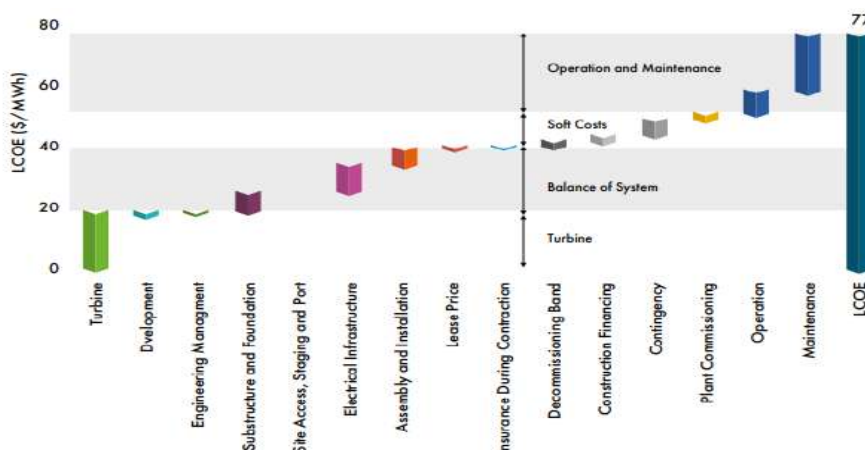 80
60
40
20
0
LCOE ($/MWh)
77
Operation and Maintenance
Soft Costs
Balance of System
Turbine
Turbine
Dvelopment
Engineering Managment
Substructure and Foundation
Site Access, Staging and Port
Electrical Infrastructure
Assembly and Installation
Lease Price
Insurance During Contraction
Decommissioning Band
Construction Financing
Contingency
Plant Commissioning
Operation
Maintenance
LCOE